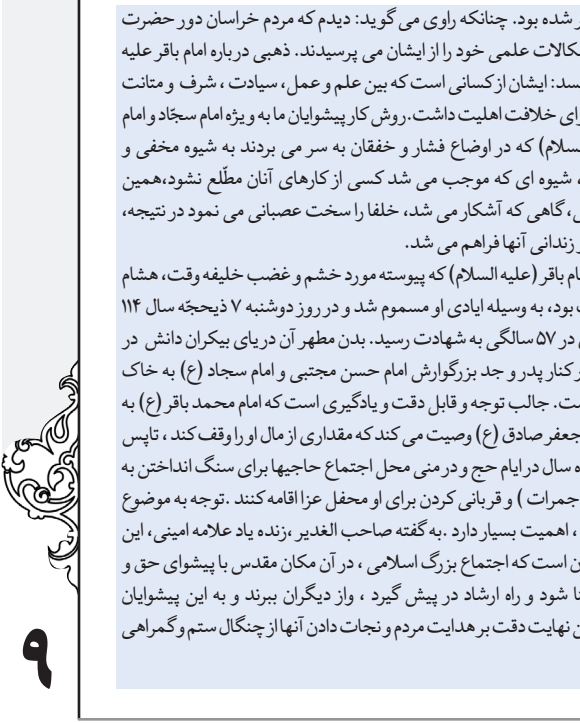 ر شده بود. چنانکه راوی می گوید: دیدم که مردم خراسان دور حضرت
کالات علمی خود را از ایشان می پرسیدند. ذهبی درباره امام باقر علیه
سد: ایشان از کسانی است که بین علم و عمل، سیادت ، شرف و متانت
ای خلافت اهلیت داشت. روش کار پیشوایان ما به ویژه امام سجّاد و امام
سلام) که در اوضاع فشار و خفقان به سر می بردند به شیوه مخفی و
، شیوه ای که موجب می شد کسی از کارهای آنان مطلّع نشود،همین
ی، گاهی که آشکار می شد، خلفا را سخت عصبانی می نمود در نتیجه،
زندانی آنها فراهم می شد.
ام باقر (علیه السلام) که پیوسته مورد خشم و غضب خلیفه وقت، هشام
بود، به وسیله ایادی او مسموم شد و در روز دوشنبه ۷ ذیحجّه سال ۱۱۴
در ۵۷ سالگی به شهادت رسید. بدن مطهر آن دریای بیکران دانش در
ر کنار پدر و جد بزرگوارش امام حسن مجتبی و امام سجاد (ع) به خاک
ست. جالب توجه و قابل دقت و یادگیری است که امام محمد باقر (ع) به
جعفر صادق (ع) وصیت می کند که مقداری از مال او را وقف کند ، تاپس
ه سال در ایام حج و در منی محل اجتماع حاجیها برای سنگ انداختن به
جمرات ) و قربانی کردن برای او محفل عزا اقامه کنند .توجه به موضوع
، اهمیت بسیار دارد .به گفته صاحب الغدیر ،زنده یاد علامه امینی، این
ن است که اجتماع بزرگ اسلامی ، در آن مکان مقدس با پیشوای حق و
نا شود و راه ارشاد در پیش گیرد ، واز دیگران ببرند و به این پیشوایان
ن نهایت دقت بر هدایت مردم و نجات دادن آنها از چنگال ستم و گمراهی
۹